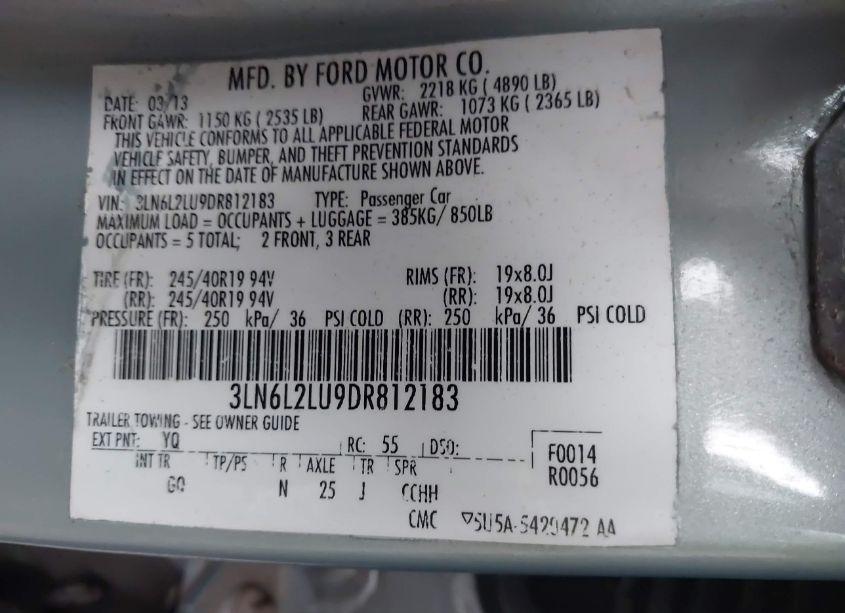 MFD. BY FORD MOTOR CO.
DATE: 03/13 GVWR: 2218 KG ( 4890 LB)
FRONT GAWR: 1150 KG ( 2535 LB) REAR GAWR: 1073 KG ( 2365 LB)
THIS VEHICLE CONFORMS TO ALL APPLICABLE FEDERAL MOTOR
VEHICLE SAFETY, BUMPER, AND THEFT PREVENTION STANDARDS
IN EFFECT ON THE DATE OF MANUFACTURE SHOWN ABOVE.
VIN: 3LN6L2LU9DR812183 TYPE: Passenger Car
MAXIMUM LOAD = OCCUPANTS + LUGGAGE = 385KG/ 850LB
OCCUPANTS = 5 TOTAL; 2 FRONT, 3 REAR
TIRE (FR): 245/40R19 94V RIMS (FR): 19x8.0J
(RR): 245/40R19 94V (RR): 19x8.0J
PRESSURE (FR): 250 kPa/ 36 PSI COLD (RR): 250 kPa/ 36 PSI COLD
3LN6L2LU9DR812183
TRAILER TOWING - SEE OWNER GUIDE
EXT PNT: YQ RC: 55 DSO: F0014
INT TR TP/PS R AXLE TR SPR R0056
GQ N 25 J CCHH
CMC 5U5A-5420472 AA